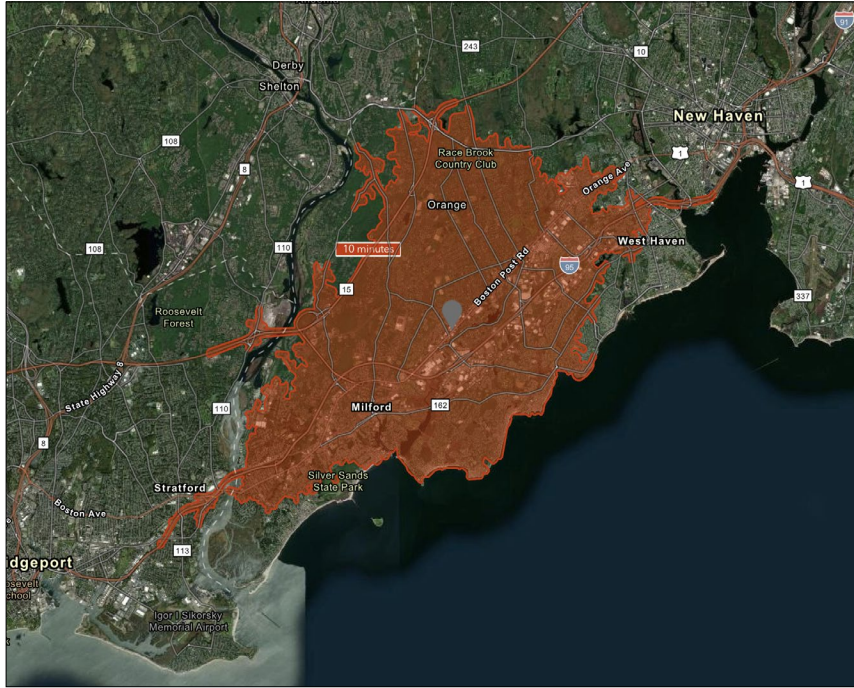 91
243
10
Derby
Shelton
New Haven
108
1
8
Race Brook
Country Club
1
Orange Ave
Orange
110
10 minutes
West Haven
108
95
Boston Post Rd
15
337
Roosevelt
Forest
State Highway 8
110
Milford
162
8
Silver Sands
State Park
Stratford
Boston Ave
113
dgeport
osevelt
chool
Igor I Sikorsky
Memorial Airport